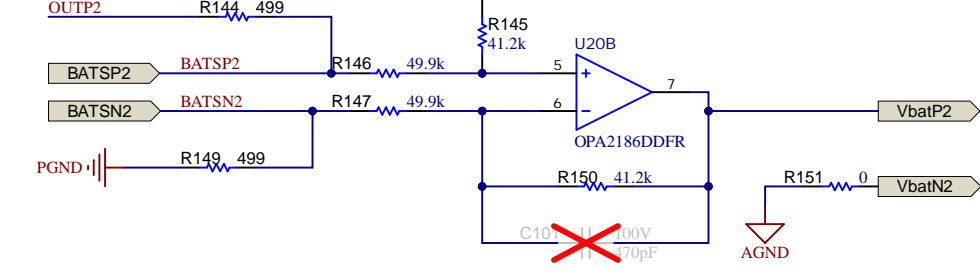 OUTP2
R144 499
R145
41.2k
U20B
BATSP2
BATSP2
R146 49.9k
5
7
BATSN2
BATSN2
R147 49.9k
6
VbatP2
OPA2186DDFR
PGND
R149 499
R150 41.2k
R151 0
VbatN2
C101 100V
470pF
AGND